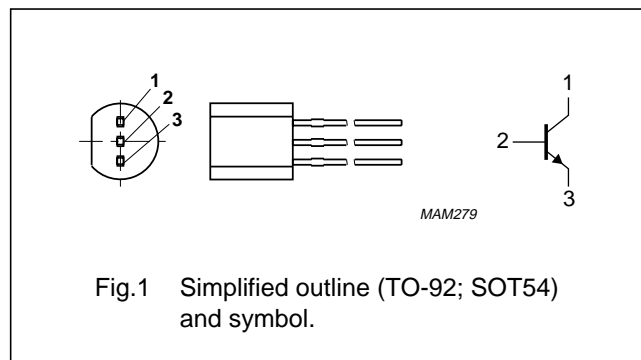 1
2
3
1
2
3
MAM279
Fig.1 Simplified outline (TO-92; SOT54)
and symbol.